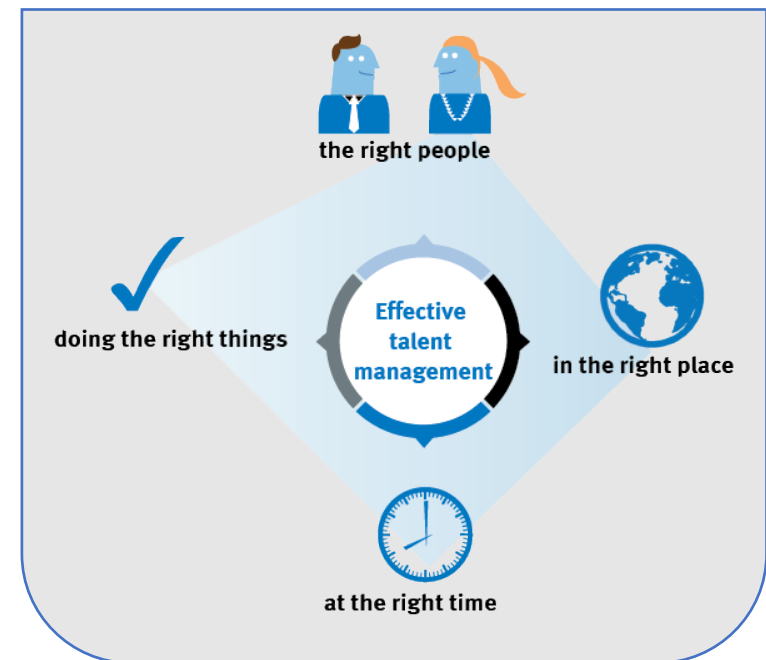 the right people
Effective
talent
management
doing the right things
in the right place
at the right time